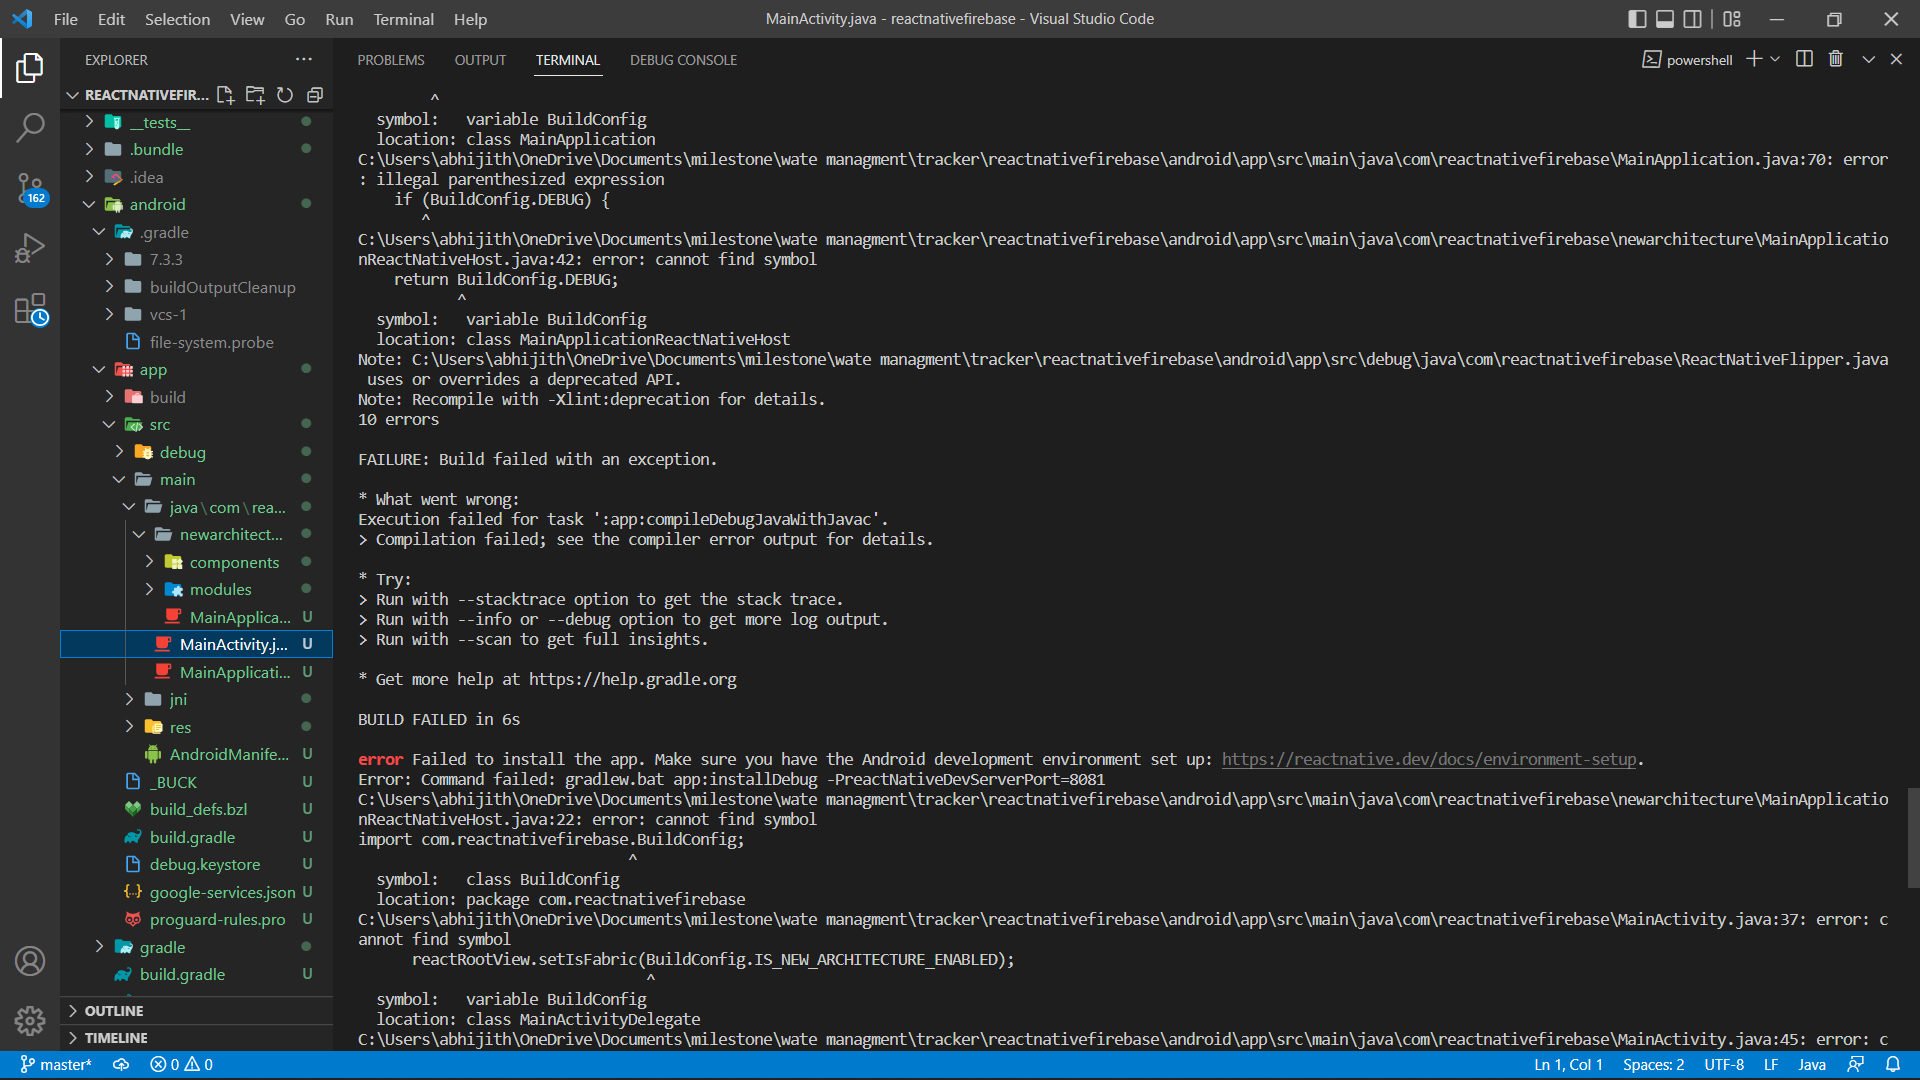 File Edit Selection View Go Run Terminal Help
MainActivity.java - reactnativefirebase - Visual Studio Code
EXPLORER
REACTNATIVEFIR...
__tests__
.bundle
.idea
android
.gradle
7.3.3
buildOutputCleanup
vcs-1
file-system.probe
app
build
src
debug
main
java\com\rea...
newarchitect...
components
modules
MainApplica... U
MainActivity.j... U
MainApplicati... U
jni
res
AndroidManife... U
_BUCK U
build_defs.bzl U
build.gradle U
debug.keystore U
google-services.json U
proguard-rules.pro U
gradle
build.gradle U
OUTLINE
TIMELINE
162
PROBLEMS OUTPUT TERMINAL DEBUG CONSOLE
powershell
^
symbol:   variable BuildConfig
location: class MainApplication
C:\Users\abhijith\OneDrive\Documents\milestone\wate managment\tracker\reactnativefirebase\android\app\src\main\java\com\reactnativefirebase\MainApplication.java:70: error
: illegal parenthesized expression
if (BuildConfig.DEBUG) {
^
C:\Users\abhijith\OneDrive\Documents\milestone\wate managment\tracker\reactnativefirebase\android\app\src\main\java\com\reactnativefirebase\newarchitecture\MainApplicatio
nReactNativeHost.java:42: error: cannot find symbol
return BuildConfig.DEBUG;
^
symbol:   variable BuildConfig
location: class MainApplicationReactNativeHost
Note: C:\Users\abhijith\OneDrive\Documents\milestone\wate managment\tracker\reactnativefirebase\android\app\src\debug\java\com\reactnativefirebase\ReactNativeFlipper.java
uses or overrides a deprecated API.
Note: Recompile with -Xlint:deprecation for details.
10 errors
FAILURE: Build failed with an exception.
* What went wrong:
Execution failed for task ':app:compileDebugJavaWithJavac'.
> Compilation failed; see the compiler error output for details.
* Try:
> Run with --stacktrace option to get the stack trace.
> Run with --info or --debug option to get more log output.
> Run with --scan to get full insights.
* Get more help at https://help.gradle.org
BUILD FAILED in 6s
error Failed to install the app. Make sure you have the Android development environment set up: https://reactnative.dev/docs/environment-setup.
Error: Command failed: gradlew.bat app:installDebug -PreactNativeDevServerPort=8081
C:\Users\abhijith\OneDrive\Documents\milestone\wate managment\tracker\reactnativefirebase\android\app\src\main\java\com\reactnativefirebase\newarchitecture\MainApplicatio
nReactNativeHost.java:22: error: cannot find symbol
import com.reactnativefirebase.BuildConfig;
^
symbol:   class BuildConfig
location: package com.reactnativefirebase
C:\Users\abhijith\OneDrive\Documents\milestone\wate managment\tracker\reactnativefirebase\android\app\src\main\java\com\reactnativefirebase\MainActivity.java:37: error: c
annot find symbol
reactRootView.setIsFabric(BuildConfig.IS_NEW_ARCHITECTURE_ENABLED);
^
symbol:   variable BuildConfig
location: class MainActivityDelegate
C:\Users\abhijith\OneDrive\Documents\milestone\wate managment\tracker\reactnativefirebase\android\app\src\main\java\com\reactnativefirebase\MainActivity.java:45: error: c
master* 0 0 Ln 1, Col 1 Spaces: 2 UTF-8 LF Java